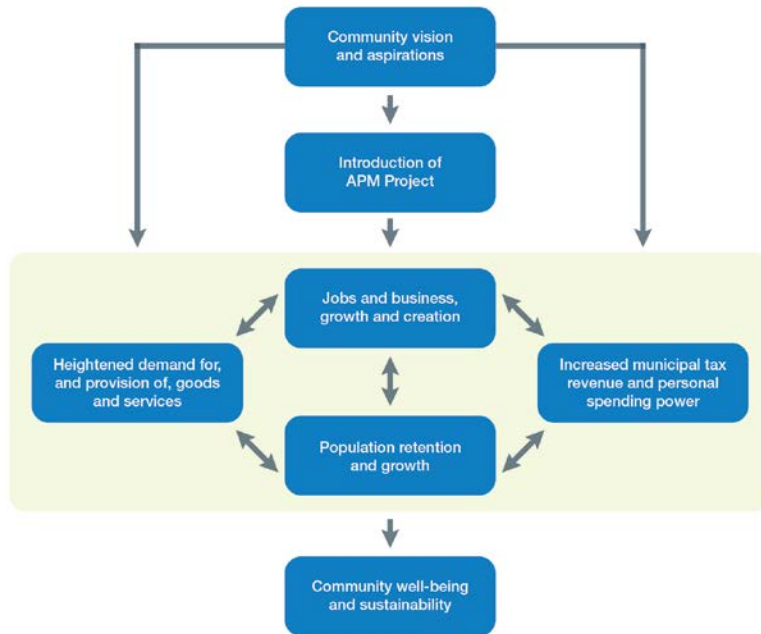 Community vision
and aspirations
Introduction of
APM Project
Jobs and business,
growth and creation
Heightened demand for,
and provision of, goods
and services
Increased municipal tax
revenue and personal
spending power
Population retention
and growth
Community well-being
and sustainability